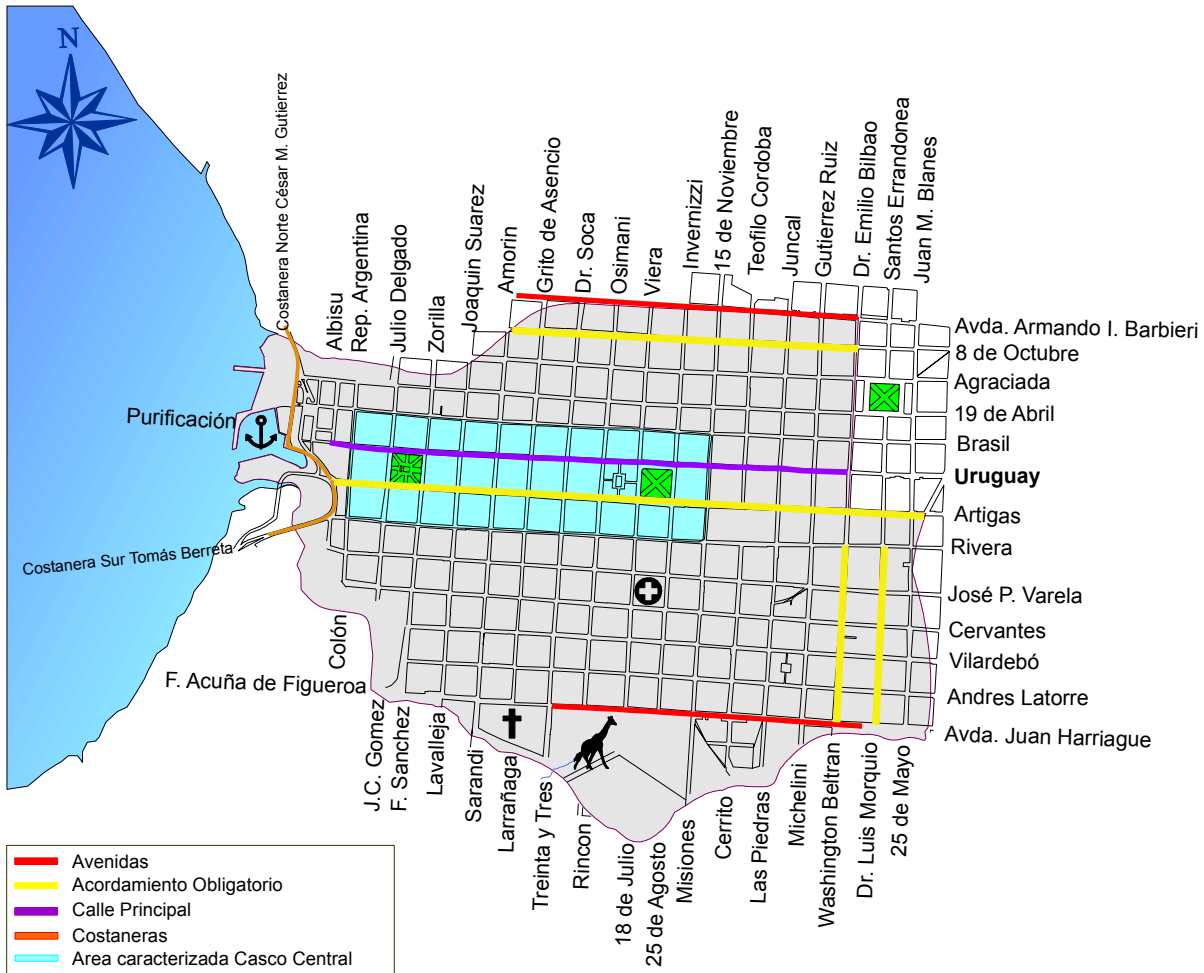 N
Costanera Norte César M. Gutierrez
Albisu
Rep. Argentina
Julio Delgado
Zorilla
Joaquin Suarez
Amorin
Grito de Asencio
Dr. Soca
Osimani
Viera
Invernizzi
15 de Noviembre
Teofilo Cordoba
Juncal
Gutierrez Ruiz
Dr. Emilio Bilbao
Santos Errandonea
Juan M. Blanes
Avda. Armando I. Barbieri
8 de Octubre
Agraciada
19 de Abril
Brasil
Uruguay
Artigas
Rivera
José P. Varela
Cervantes
Vilardebó
Andres Latorre
Avda. Juan Harriague
Purificación
Costanera Sur Tomás Berreta
Colón
F. Acuña de Figueroa
J.C. Gomez
F. Sanchez
Lavalleja
Sarandi
Larrañaga
Treinta y Tres
Rincon
18 de Julio
25 de Agosto
Misiones
Cerrito
Las Piedras
Michelini
Washington Beltran
Dr. Luis Morquio
25 de Mayo
Avenidas
Acordamiento Obligatorio
Calle Principal
Costaneras
Area caracterizada Casco Central